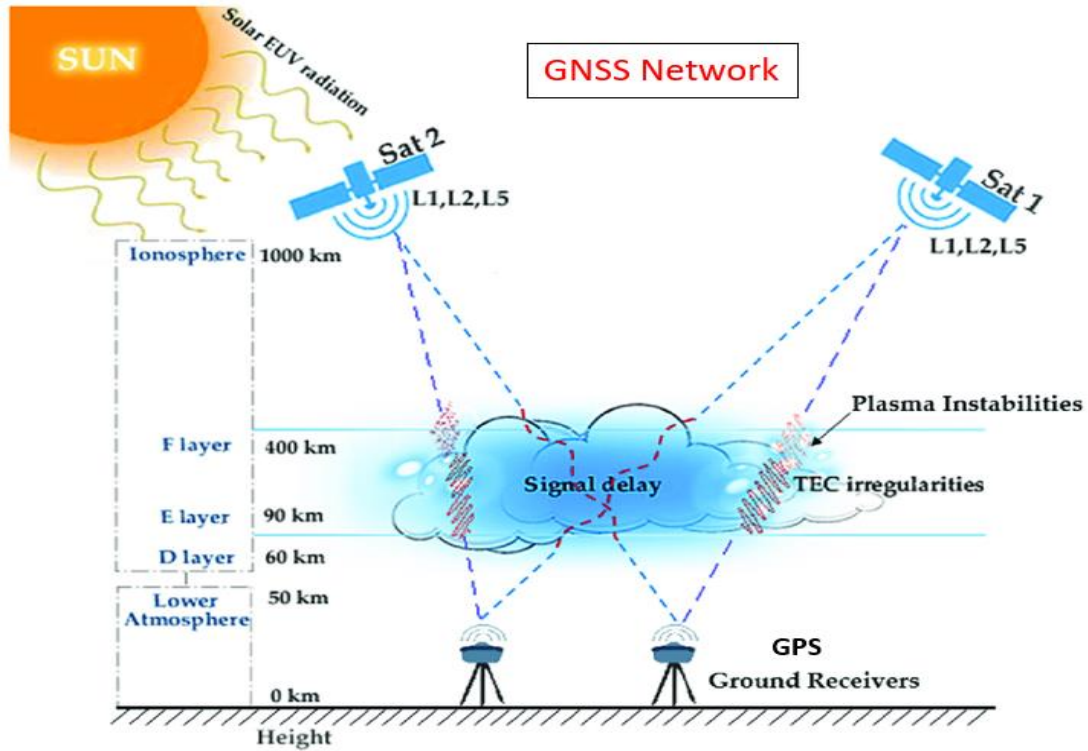 SUN
Solar EUV radiation
GNSS Network
Sat 2
L1,L2,L5
Sat 1
L1,L2,L5
Ionosphere 1000 km
Plasma Instabilities
F layer 400 km
Signal delay
TEC irregularities
E layer 90 km
D layer 60 km
Lower 50 km
Atmosphere
GPS
Ground Receivers
0 km
Height